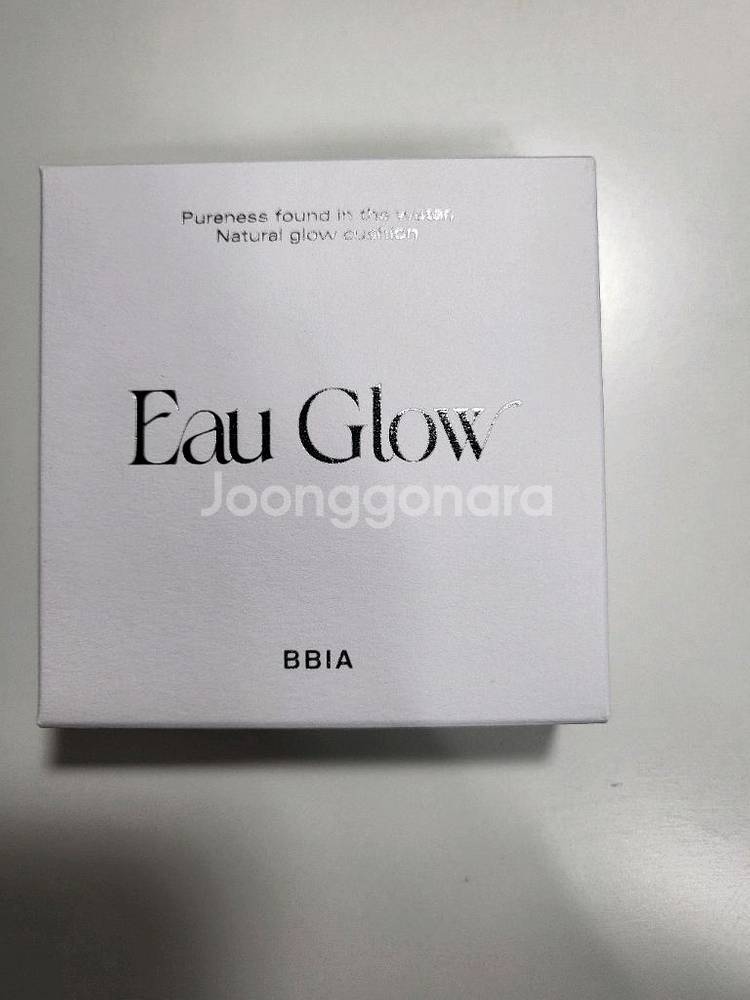 Pureness found in the water,
Natural glow cushion
Eau Glow
Joonggonara
BBIA